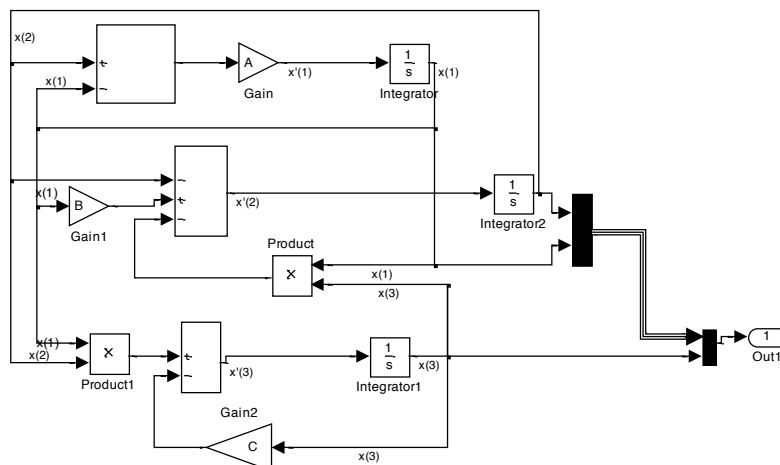 x(2)
+
−
x(1)
A
Gain
x'(1)
1
s
Integrator
x(1)
x(1)
B
Gain1
−
+
−
x'(2)
1
s
Integrator2
Product
×
x(1)
x(3)
x(1)
x(2)
×
Product1
+
−
x'(3)
1
s
Integrator1
x(3)
1
Out1
Gain2
C
x(3)